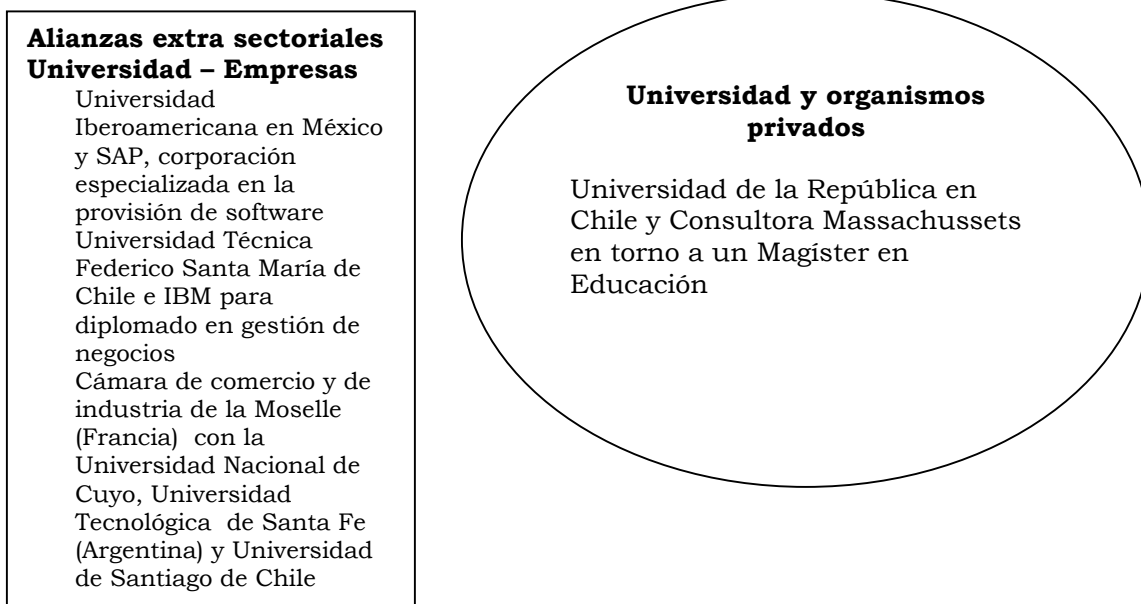 Alianzas extra sectoriales
Universidad – Empresas
Universidad
Iberoamericana en México
y SAP, corporación
especializada en la
provisión de software
Universidad Técnica
Federico Santa María de
Chile e IBM para
diplomado en gestión de
negocios
Cámara de comercio y de
industria de la Moselle
(Francia) con la
Universidad Nacional de
Cuyo, Universidad
Tecnológica de Santa Fe
(Argentina) y Universidad
de Santiago de Chile
Universidad y organismos
privados
Universidad de la República en
Chile y Consultora Massachussets
en torno a un Magíster en
Educación